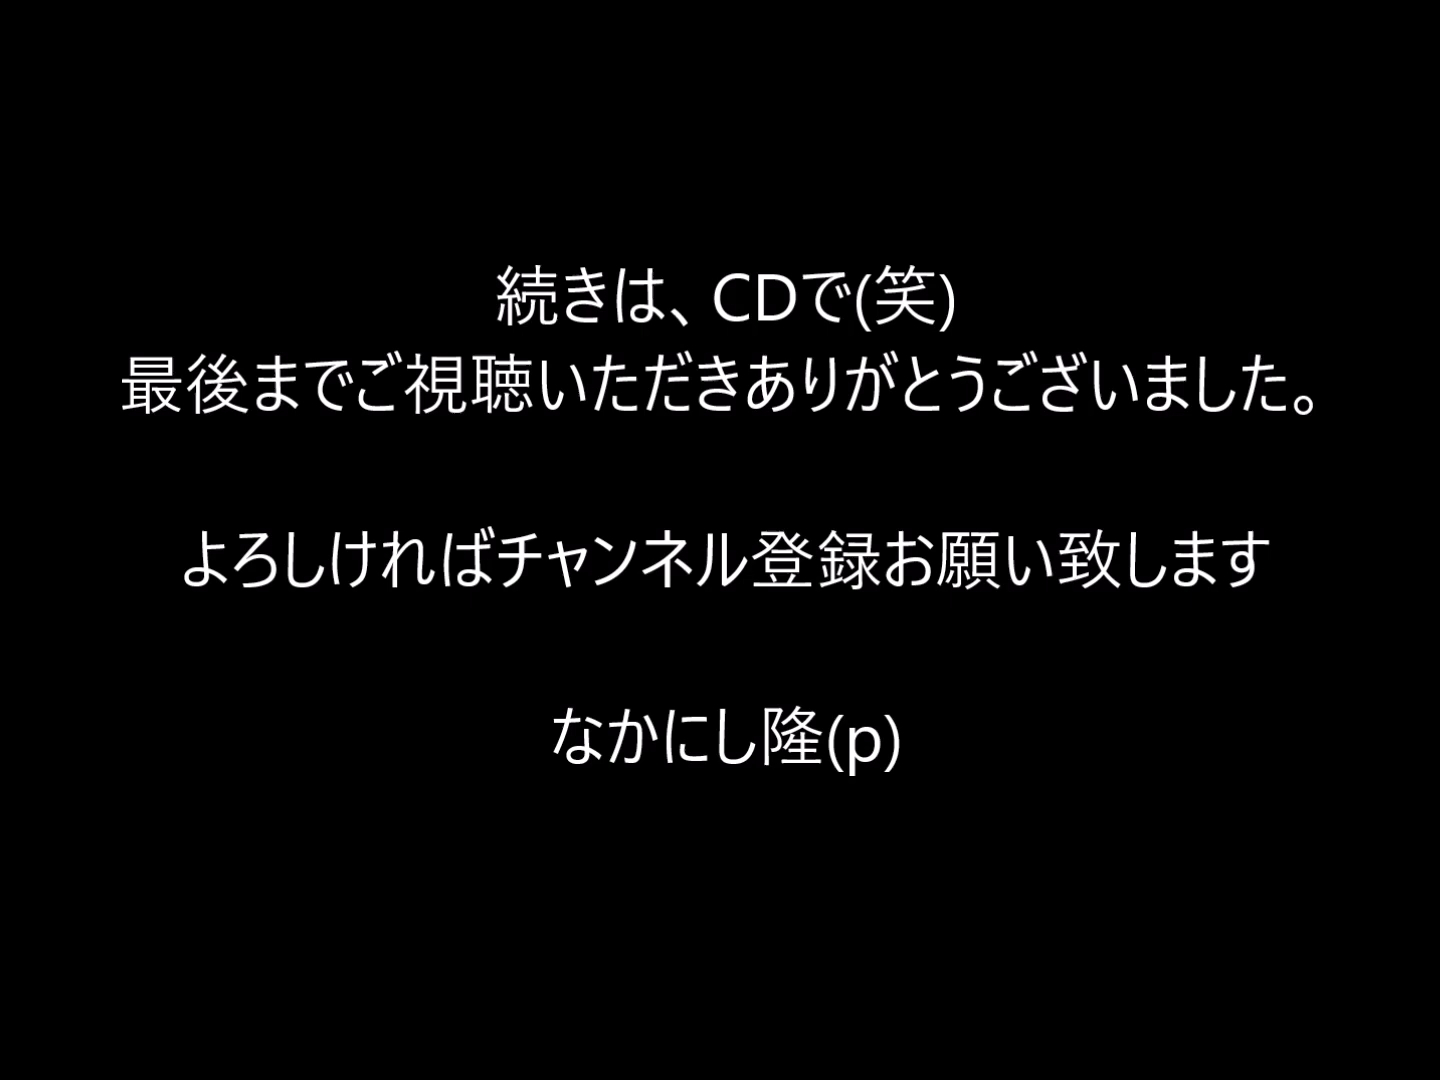 続きは、CDで(笑)
最後までご視聴いただきありがとうございました。
よろしければチャンネル登録お願い致します
なかにし隆(p)